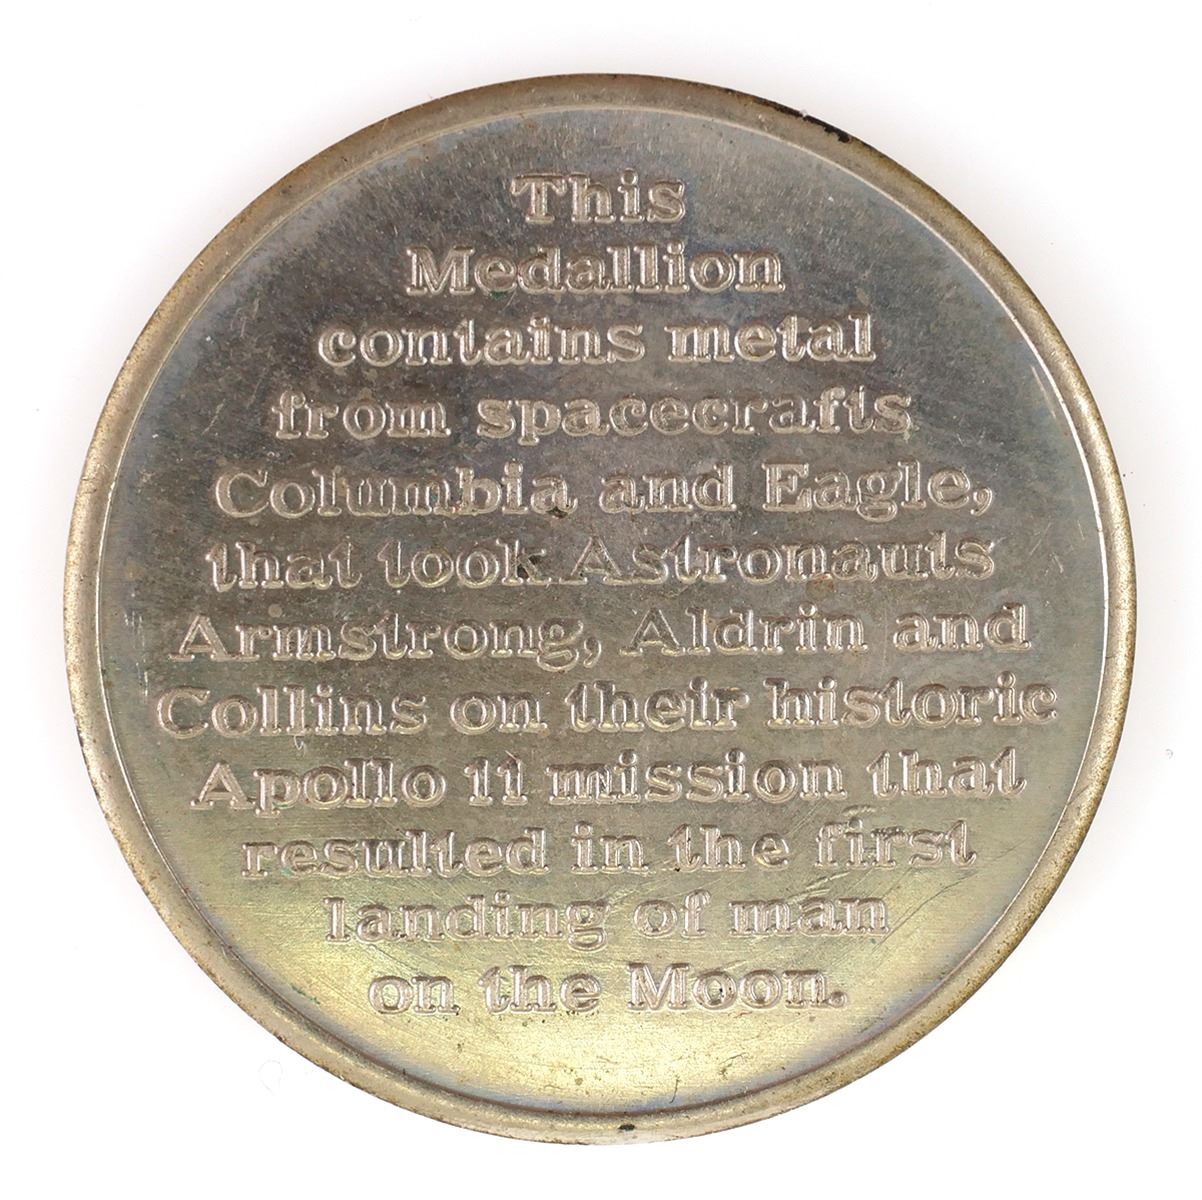 This
Medallion
contains metal
from spacecrafts
Columbia and Eagle,
that took Astronauts
Armstrong, Aldrin and
Collins on their historic
Apollo 11 mission that
resulted in the first
landing of man
on the Moon.